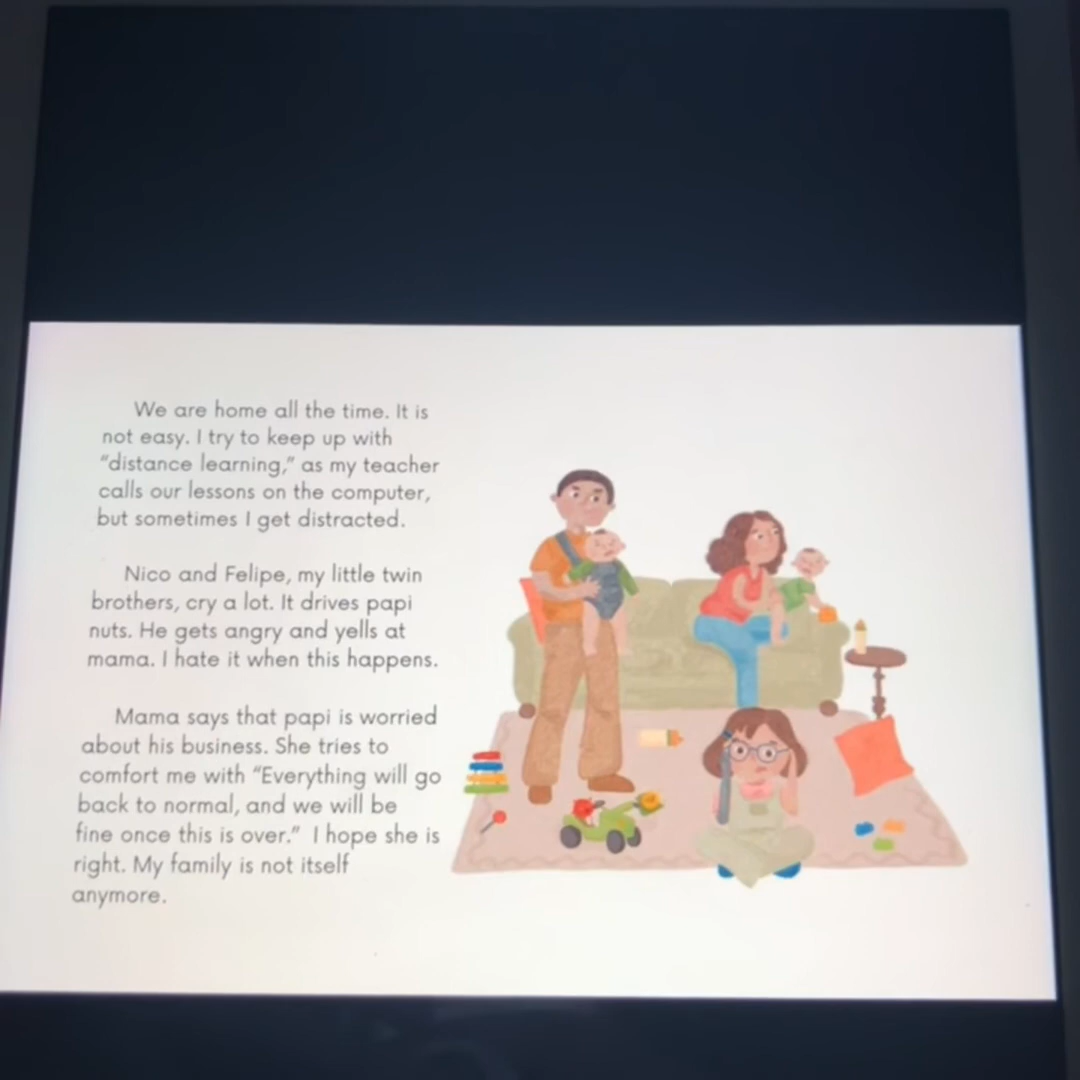 We are home all the time. It is
not easy. I try to keep up with
“distance learning,” as my teacher
calls our lessons on the computer,
but sometimes I get distracted.
Nico and Felipe, my little twin
brothers, cry a lot. It drives papi
nuts. He gets angry and yells at
mama. I hate it when this happens.
Mama says that papi is worried
about his business. She tries to
comfort me with “Everything will go
back to normal, and we will be
fine once this is over.” I hope she is
right. My family is not itself
anymore.